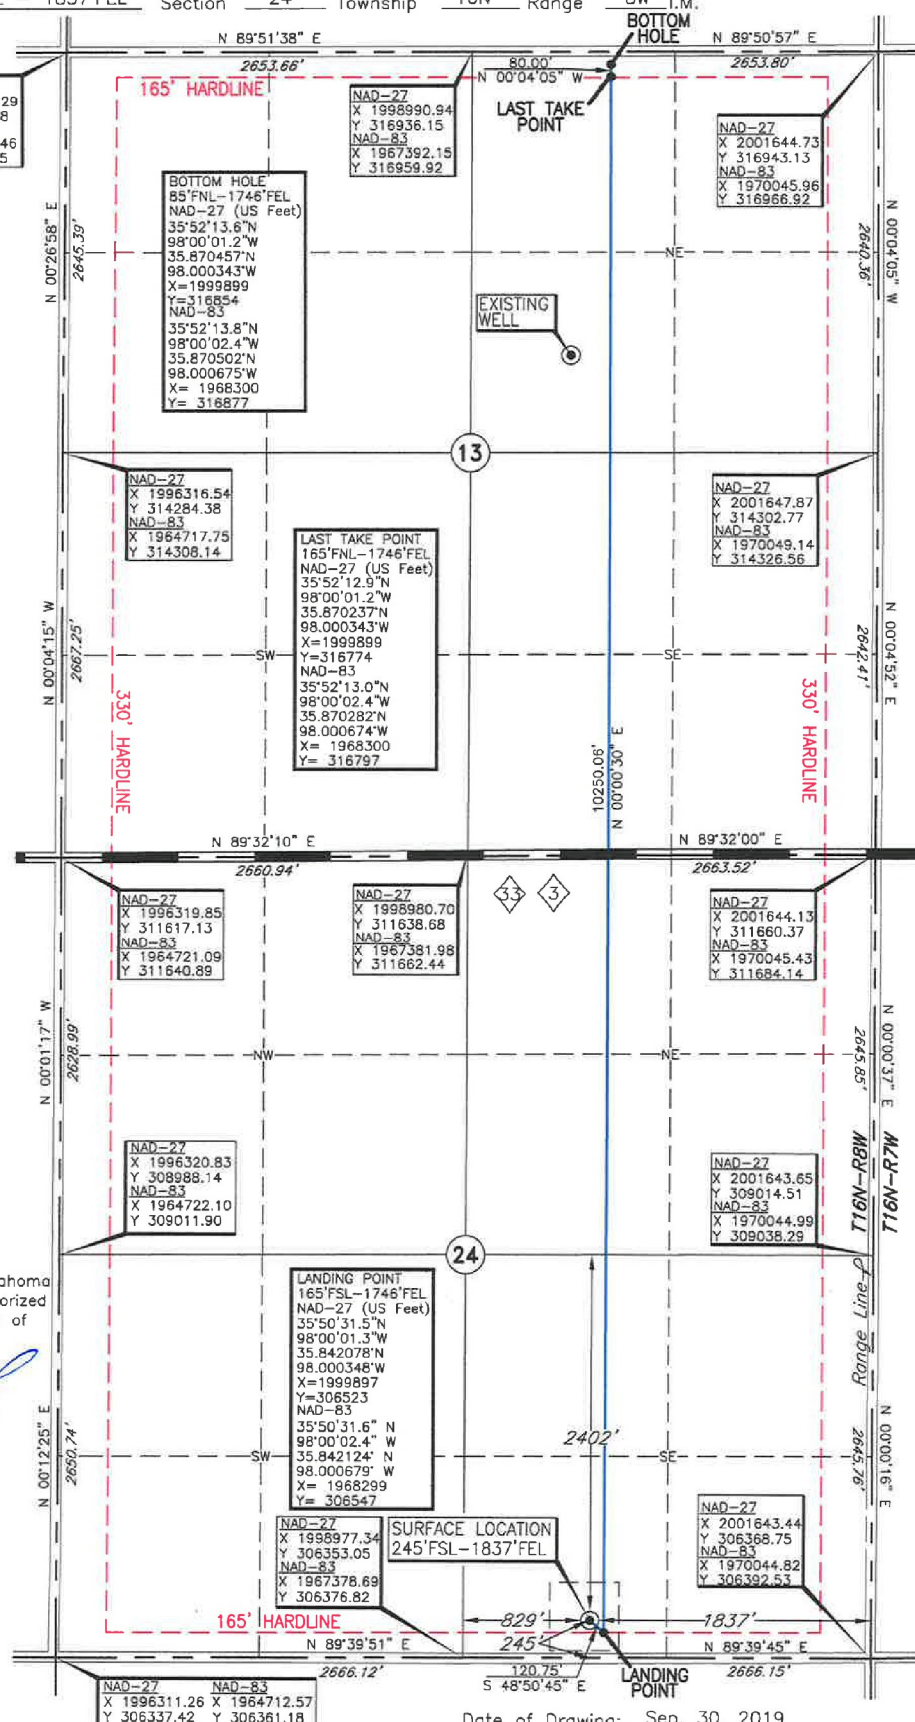 1837'FEL Section 24 Township 16N Range 8W I.M.
BOTTOM
HOLE
N 89°51'38" E
N 89°50'57" E
2653.66'
80.00'
2653.80'
N 00°04'05" W
165' HARDLINE
LAST TAKE
POINT
29
8
46
5
NAD-27
X 1998990.94
Y 316936.15
NAD-83
X 1967392.15
Y 316959.92
NAD-27
X 2001644.73
Y 316943.13
NAD-83
X 1970045.96
Y 316966.92
BOTTOM HOLE
85'FNL-1746'FEL
NAD-27 (US Feet)
35°52'13.6"N
98°00'01.2"W
35.870457°N
98.000343°W
X=1999899
Y=316854
NAD-83
35°52'13.8"N
98°00'02.4"W
35.870502°N
98.000675°W
X= 1968300
Y= 316877
N 00°26'58" E
2645.39'
NE
2640.36'
N 00°04'05" W
EXISTING
WELL
13
NAD-27
X 1996316.54
Y 314284.38
NAD-83
X 1964717.75
Y 314308.14
NAD-27
X 2001647.87
Y 314302.77
NAD-83
X 1970049.14
Y 314326.56
LAST TAKE POINT
165'FNL-1746'FEL
NAD-27 (US Feet)
35°52'12.9"N
98°00'01.2"W
35.870237°N
98.000343°W
X=1999899
Y=316774
NAD-83
35°52'13.0"N
98°00'02.4"W
35.870282°N
98.000674°W
X= 1968300
Y= 316797
N 00°04'15" W
2667.25'
SW
SE
2642.41'
N 00°04'52" E
330' HARDLINE
10250.06'
N 00°00'30" E
330' HARDLINE
N 89°32'10" E
N 89°32'00" E
2660.94'
2663.52'
33
3
NAD-27
X 1996319.85
Y 311617.13
NAD-83
X 1964721.09
Y 311640.89
NAD-27
X 1998980.70
Y 311638.68
NAD-83
X 1967381.98
Y 311662.44
NAD-27
X 2001644.13
Y 311660.37
NAD-83
X 1970045.43
Y 311684.14
N 00°01'17" W
2628.99'
NW
NE
2645.85'
N 00°00'37" E
NAD-27
X 1996320.83
Y 308988.14
NAD-83
X 1964722.10
Y 309011.90
NAD-27
X 2001643.65
Y 309014.51
NAD-83
X 1970044.99
Y 309038.29
T16N-R8W
T16N-R7W
Range Line
24
ahoma
orized
of
LANDING POINT
165'FSL-1746'FEL
NAD-27 (US Feet)
35°50'31.5"N
98°00'01.3"W
35.842078°N
98.000348°W
X=1999897
Y=306523
NAD-83
35°50'31.6" N
98°00'02.4" W
35.842124° N
98.000679° W
X= 1968299
Y= 306547
N 00°12'25" E
2650.74'
SW
2402'
SE
2645.76'
N 00°00'16" E
NAD-27
X 1998977.34
Y 306353.05
NAD-83
X 1967378.69
Y 306376.82
SURFACE LOCATION
245'FSL-1837'FEL
NAD-27
X 2001643.44
Y 306368.75
NAD-83
X 1970044.82
Y 306392.53
165' HARDLINE
829'
1837'
245'
N 89°39'51" E
N 89°39'45" E
2666.12'
120.75'
S 48°50'45" E
2666.15'
LANDING
POINT
NAD-27 NAD-83
X 1996311.26 X 1964712.57
Y 306337.42 Y 306361.18
Date of Drawing: Sep. 30, 2019